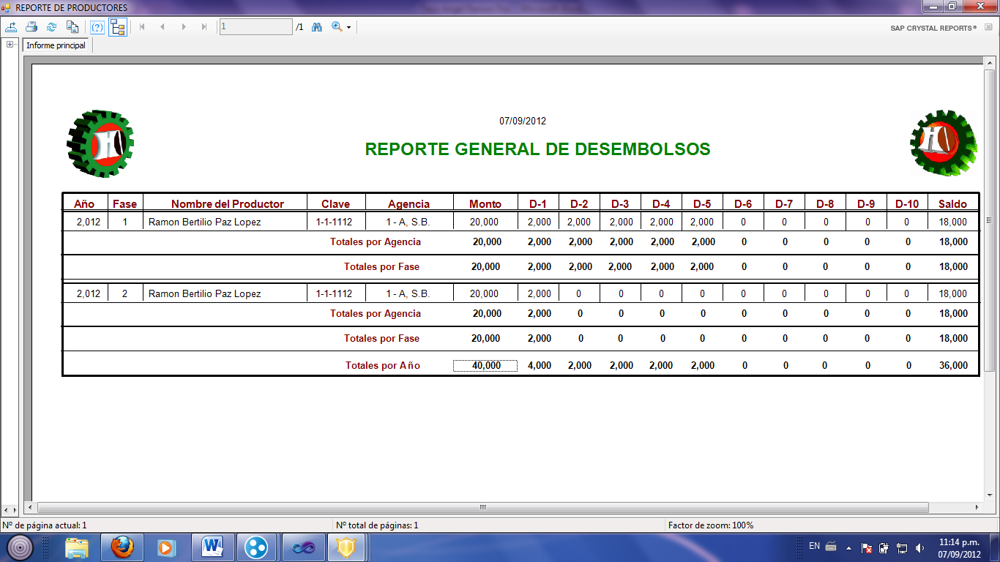 REPORTE DE PRODUCTORES
1 /1 SAP CRYSTAL REPORTS®
Informe principal
07/09/2012
REPORTE GENERAL DE DESEMBOLSOS
Año Fase Nombre del Productor Clave Agencia Monto D-1 D-2 D-3 D-4 D-5 D-6 D-7 D-8 D-9 D-10 Saldo
2,012 1 Ramon Bertilio Paz Lopez 1-1-1112 1 - A, S.B. 20,000 2,000 2,000 2,000 2,000 2,000 0 0 0 0 0 18,000
Totales por Agencia 20,000 2,000 2,000 2,000 2,000 2,000 0 0 0 0 0 18,000
Totales por Fase 20,000 2,000 2,000 2,000 2,000 2,000 0 0 0 0 0 18,000
2,012 2 Ramon Bertilio Paz Lopez 1-1-1112 1 - A, S.B. 20,000 2,000 0 0 0 0 0 0 0 0 0 18,000
Totales por Agencia 20,000 2,000 0 0 0 0 0 0 0 0 0 18,000
Totales por Fase 20,000 2,000 0 0 0 0 0 0 0 0 0 18,000
Totales por Año 40,000 4,000 2,000 2,000 2,000 2,000 0 0 0 0 0 36,000
Nº de página actual: 1 Nº total de páginas: 1 Factor de zoom: 100%
EN 11:14 p.m.
07/09/2012